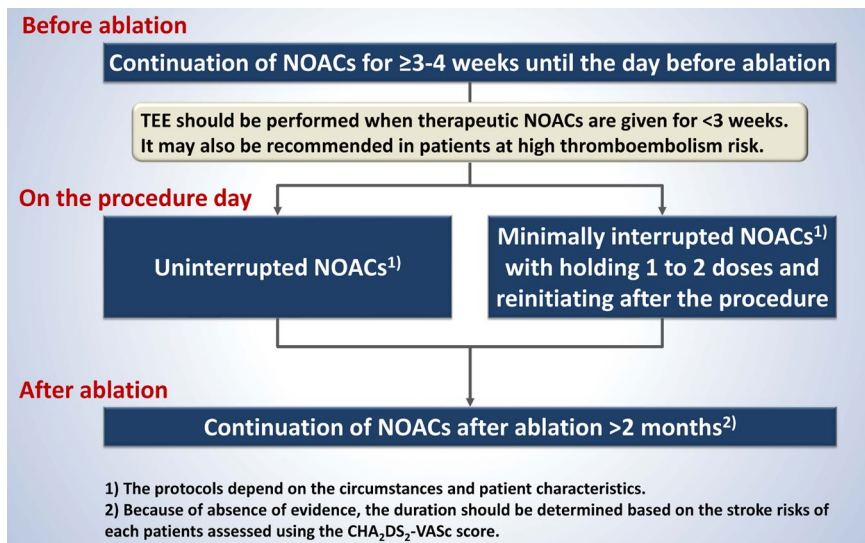 Before ablation
Continuation of NOACs for ≥3-4 weeks until the day before ablation
TEE should be performed when therapeutic NOACs are given for <3 weeks.
It may also be recommended in patients at high thromboembolism risk.
On the procedure day
Uninterrupted NOACs1)
Minimally interrupted NOACs1)
with holding 1 to 2 doses and
reinitiating after the procedure
After ablation
Continuation of NOACs after ablation >2 months2)
1) The protocols depend on the circumstances and patient characteristics.
2) Because of absence of evidence, the duration should be determined based on the stroke risks of
each patients assessed using the CHA2DS2-VASc score.